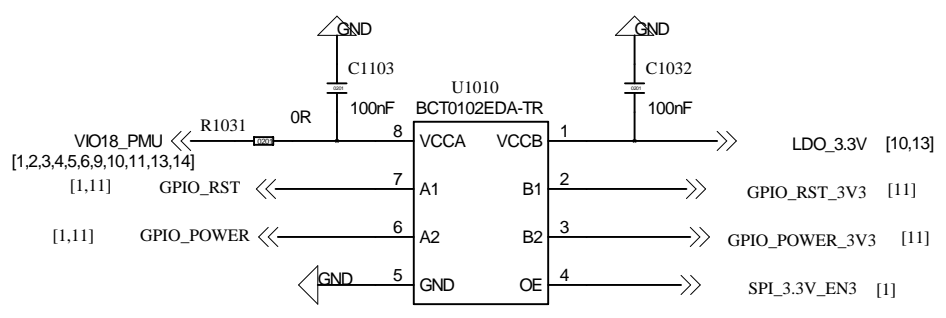 GND
GND
C1103
U1010
C1032
0201
0201
0R
100nF
BCT0102EDA-TR
100nF
R1031
VIO18_PMU
0201
8
VCCA
VCCB
1
LDO_3.3V
[10,13]
[1,2,3,4,5,6,9,10,11,13,14]
[1,11]
GPIO_RST
7
A1
B1
2
GPIO_RST_3V3
[11]
[1,11]
GPIO_POWER
6
A2
B2
3
GPIO_POWER_3V3
[11]
GND
5
GND
OE
4
SPI_3.3V_EN3
[1]